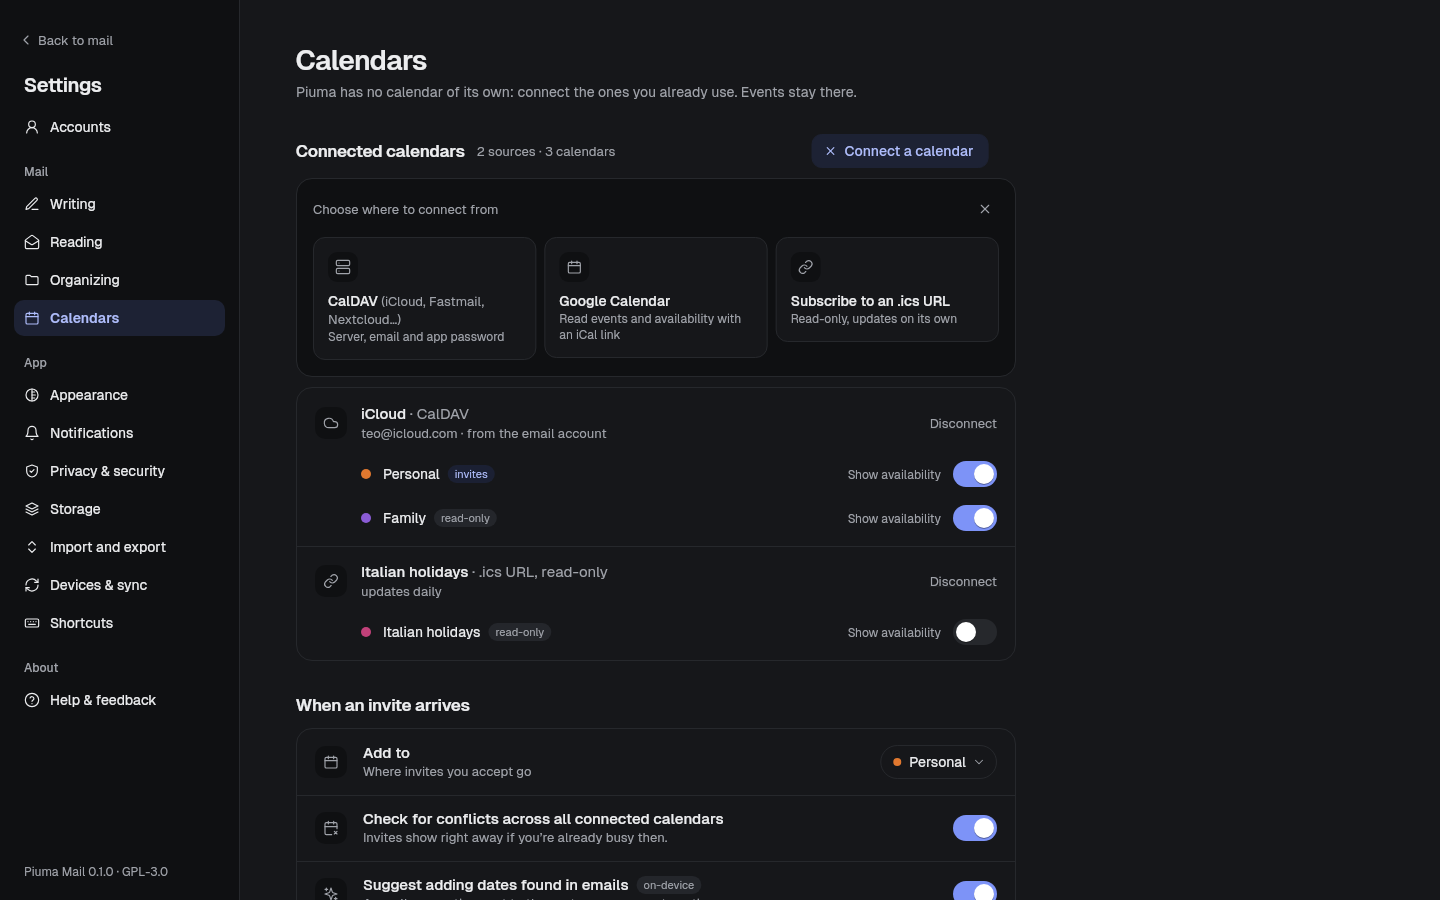 Back to mail
Settings
Accounts
Mail
Writing
Reading
Organizing
Calendars
App
Appearance
Notifications
Privacy & security
Storage
Import and export
Devices & sync
Shortcuts
About
Help & feedback
Piuma Mail 0.1.0 · GPL-3.0
Calendars
Piuma has no calendar of its own: connect the ones you already use. Events stay there.
Connected calendars 2 sources · 3 calendars
Connect a calendar
Choose where to connect from
CalDAV (iCloud, Fastmail,
Nextcloud…)
Server, email and app password
Google Calendar
Read events and availability with
an iCal link
Subscribe to an .ics URL
Read-only, updates on its own
iCloud · CalDAV
teo@icloud.com · from the email account
Disconnect
Personal invites
Show availability
Family read-only
Show availability
Italian holidays · .ics URL, read-only
updates daily
Disconnect
Italian holidays read-only
Show availability
When an invite arrives
Add to
Where invites you accept go
Personal
Check for conflicts across all connected calendars
Invites show right away if you're already busy then.
Suggest adding dates found in emails on-device